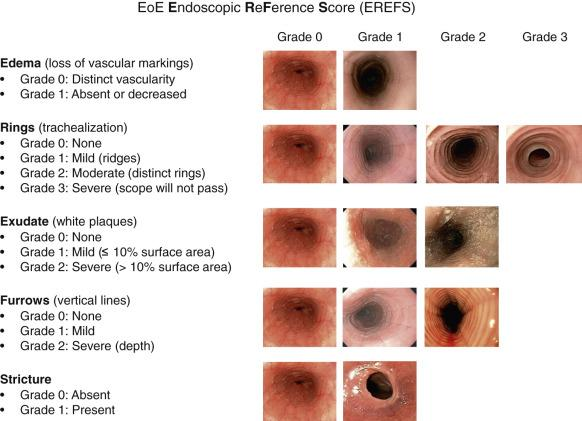 EoE Endoscopic ReFerence Score (EREFS)
Grade 0 Grade 1 Grade 2 Grade 3
Edema (loss of vascular markings)
• Grade 0: Distinct vascularity
• Grade 1: Absent or decreased
Rings (trachealization)
• Grade 0: None
• Grade 1: Mild (ridges)
• Grade 2: Moderate (distinct rings)
• Grade 3: Severe (scope will not pass)
Exudate (white plaques)
• Grade 0: None
• Grade 1: Mild (≤ 10% surface area)
• Grade 2: Severe (> 10% surface area)
Furrows (vertical lines)
• Grade 0: None
• Grade 1: Mild
• Grade 2: Severe (depth)
Stricture
• Grade 0: Absent
• Grade 1: Present